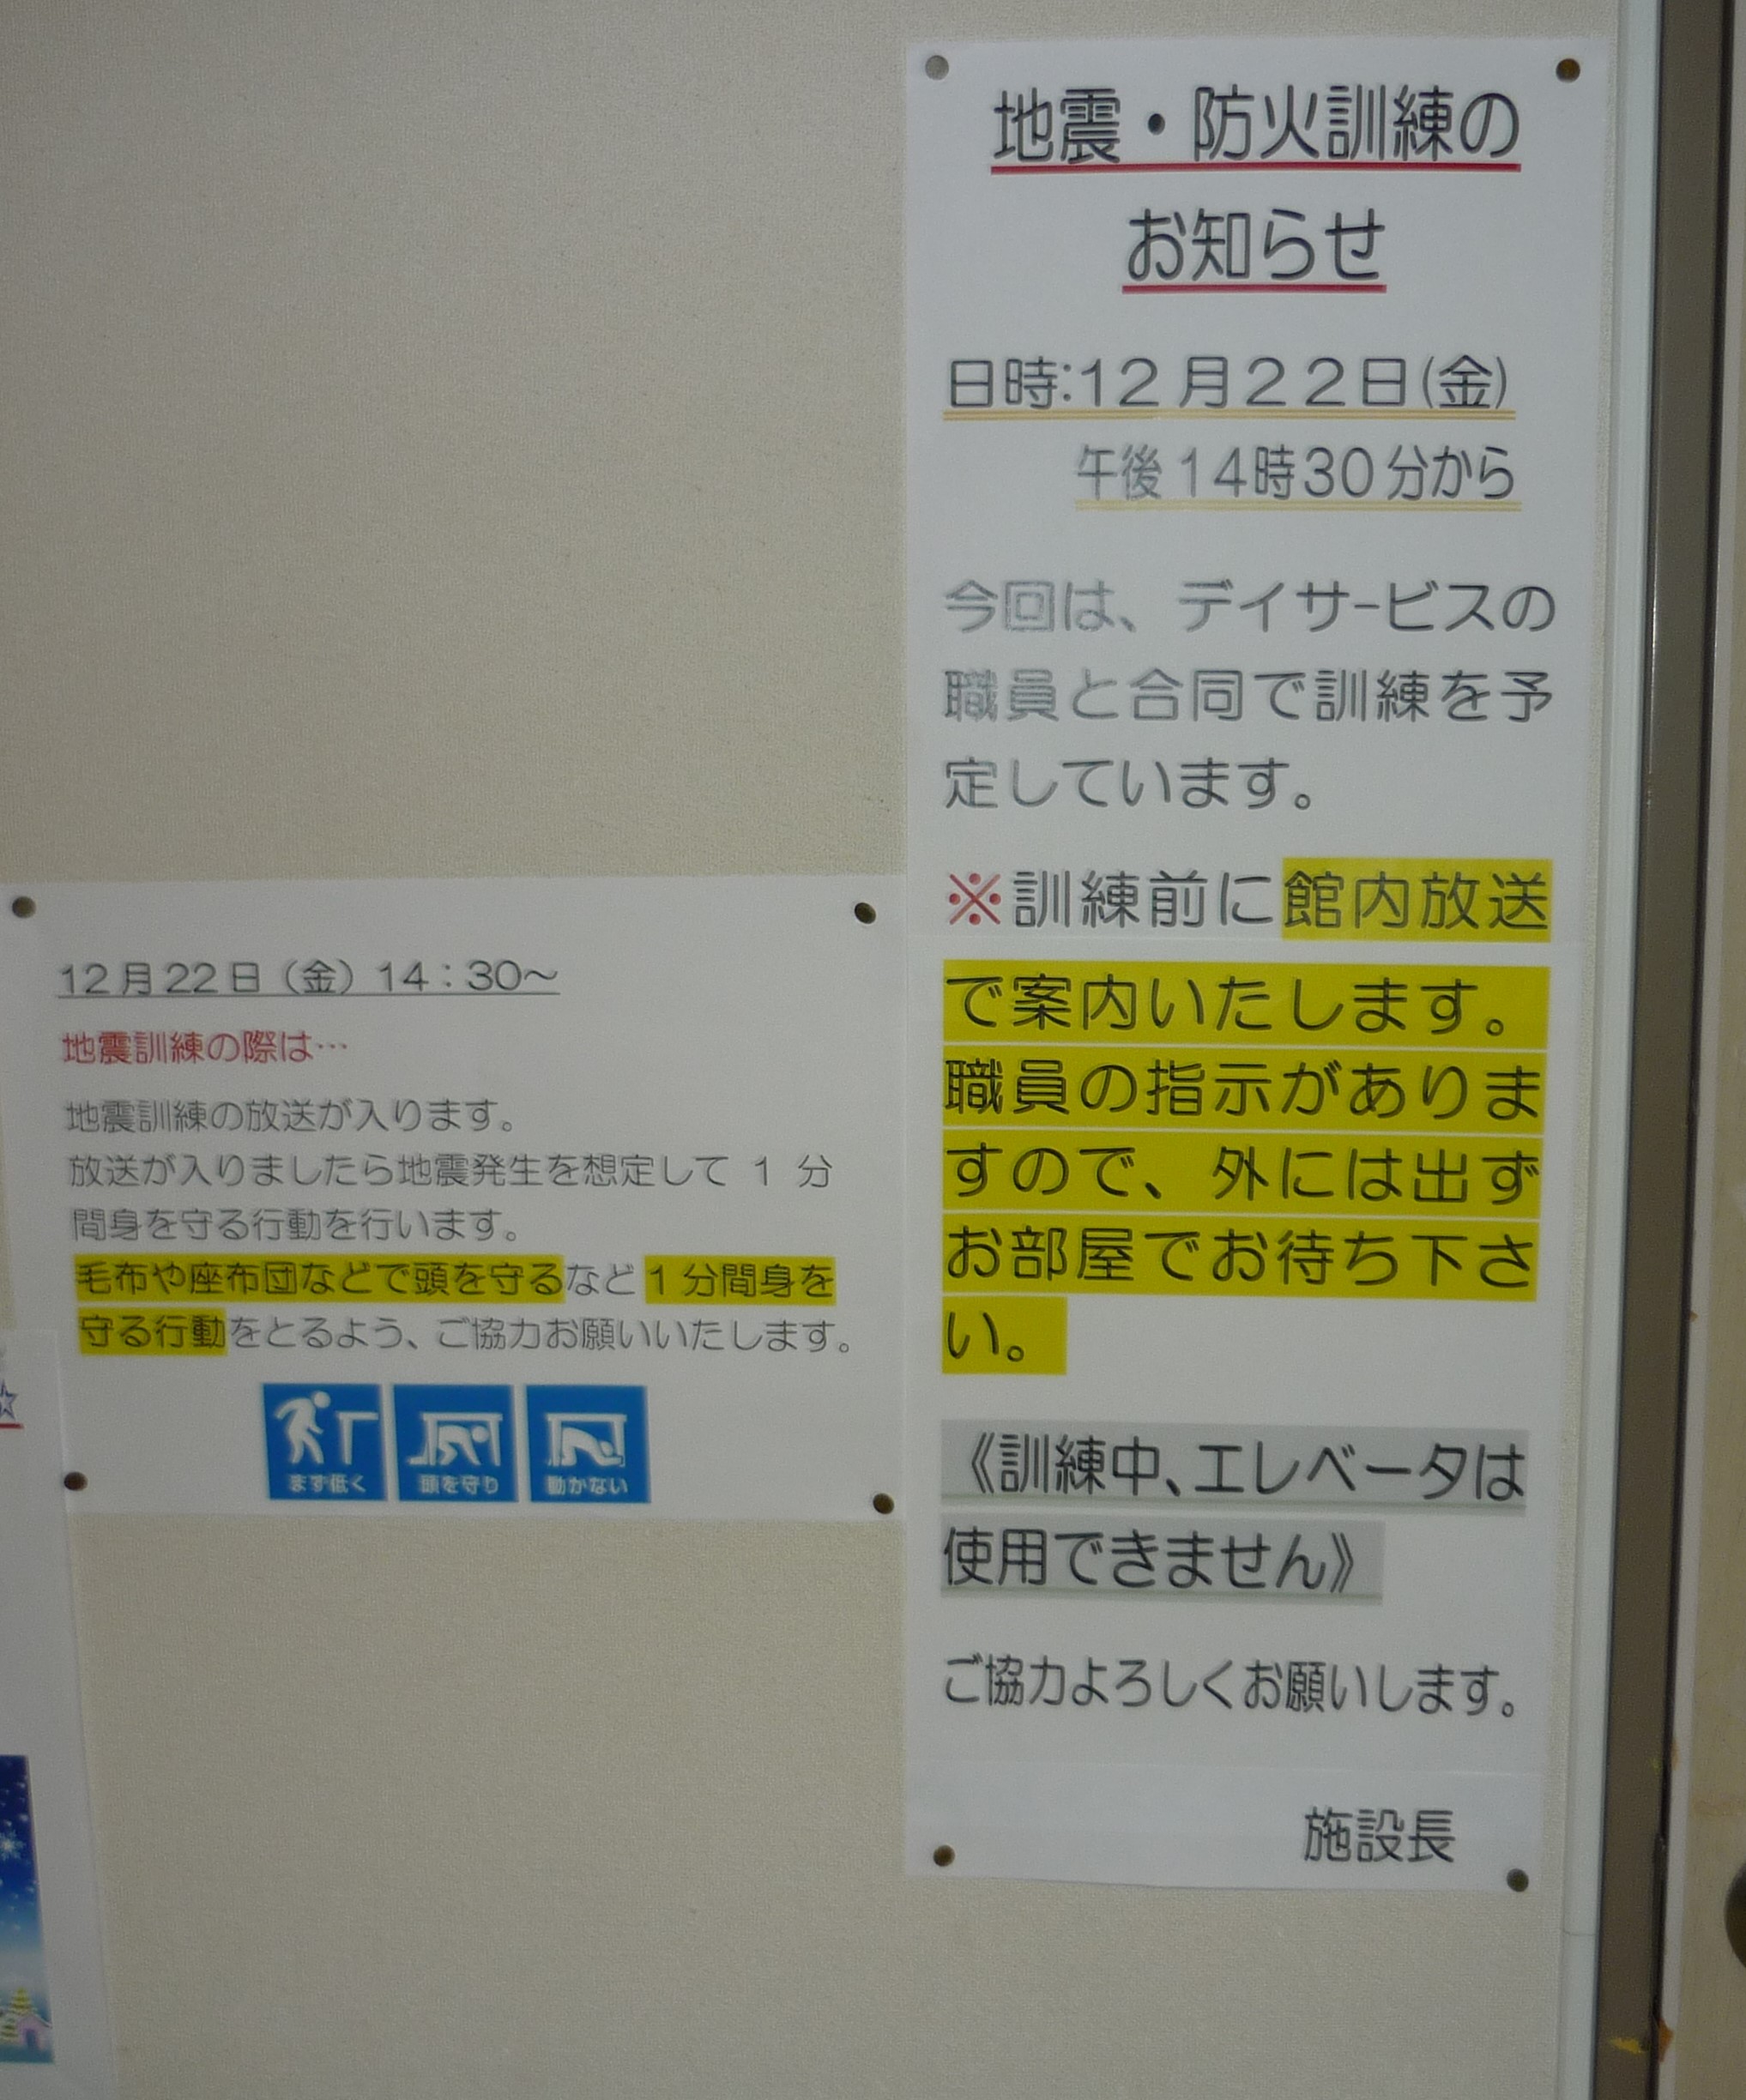 地震・防火訓練の
お知らせ
日時:12月22日(金)
午後14時30分から
今回は、デイサービスの
職員と合同で訓練を予
定しています。
※訓練前に館内放送
で案内いたします。
職員の指示がありま
すので、外には出ず
お部屋でお待ち下さ
い。
《訓練中、エレベータは
使用できません》
ご協力よろしくお願いします。
施設長
12月22日（金）14：30～
地震訓練の際は…
地震訓練の放送が入ります。
放送が入りましたら地震発生を想定して 1 分
間身を守る行動を行います。
毛布や座布団などで頭を守るなど1分間身を
守る行動をとるよう、ご協力お願いいたします。
まず低く
頭を守り
動かない
☆